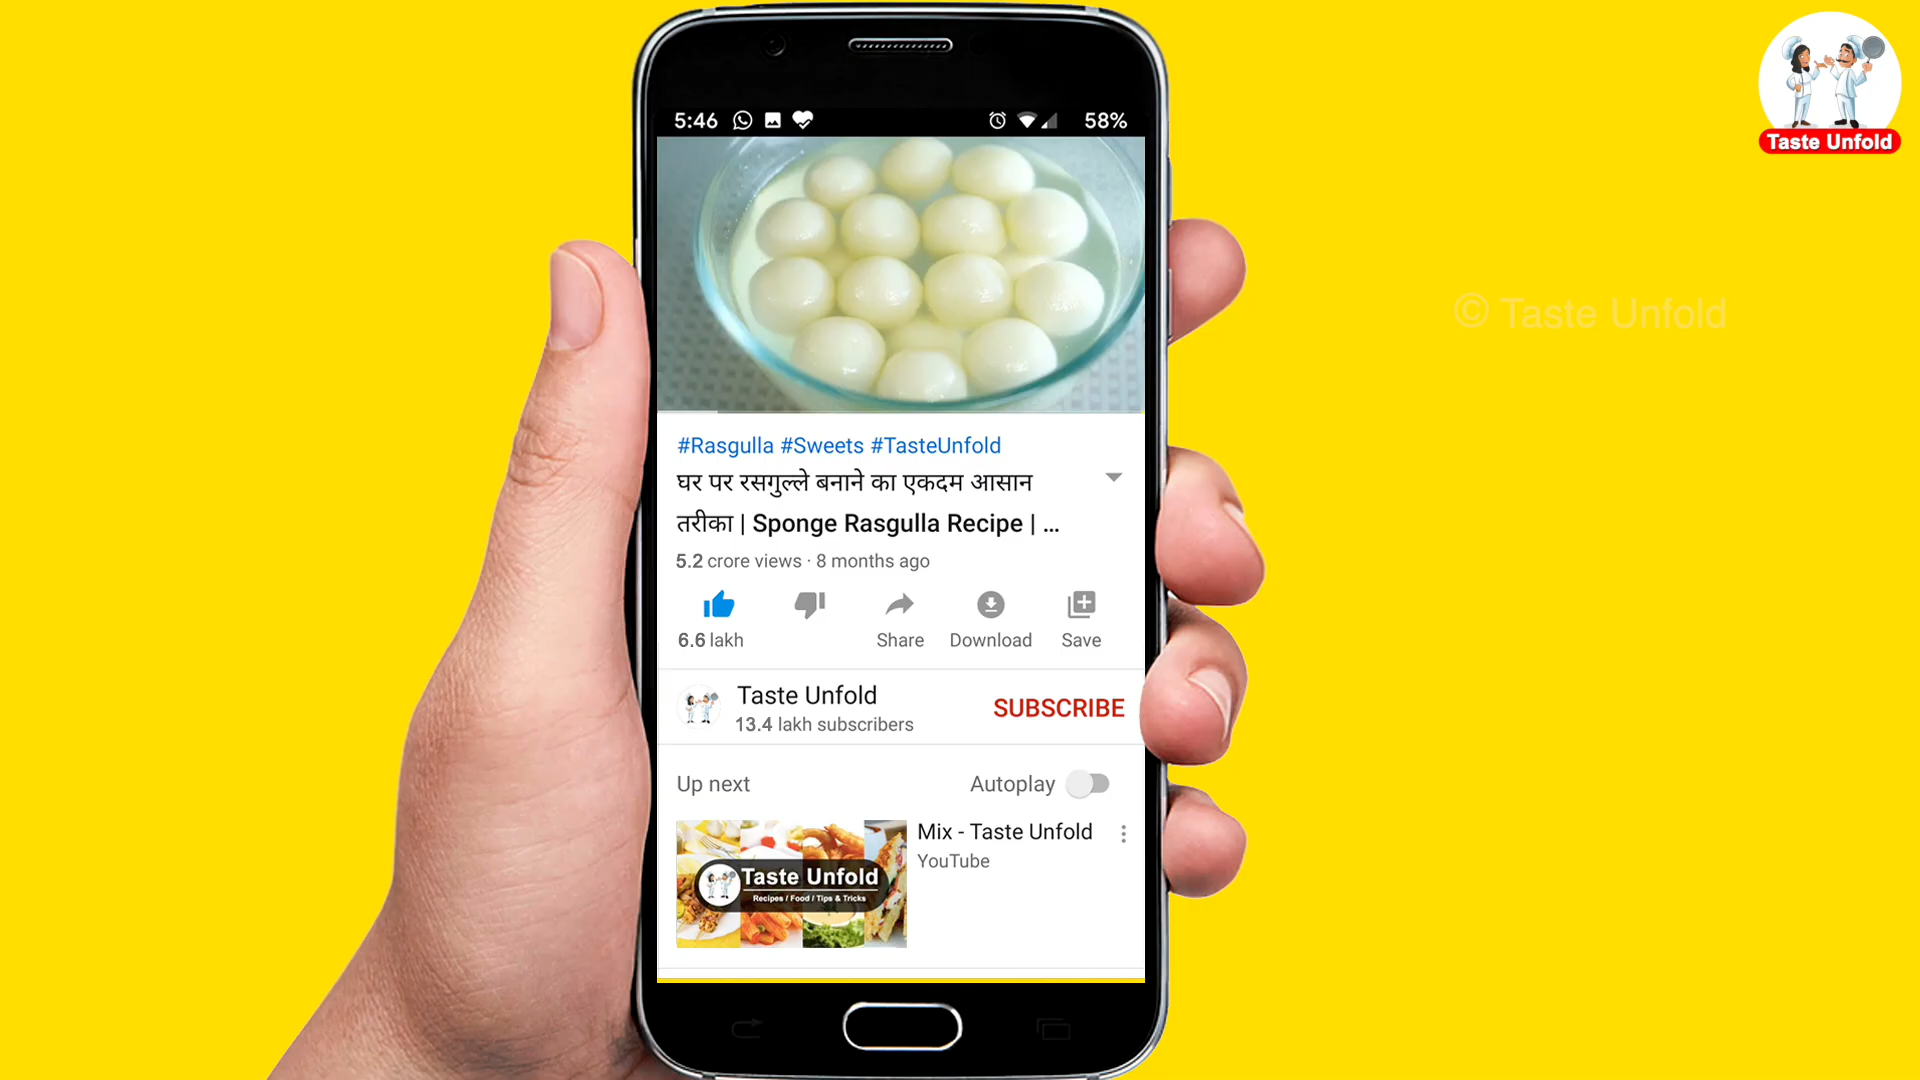 5:46
58%
Taste Unfold
© Taste Unfold
#Rasgulla #Sweets #TasteUnfold
घर पर रसगुल्ले बनाने का एकदम आसान
तरीका | Sponge Rasgulla Recipe | ...
5.2 crore views · 8 months ago
6.6 lakh
Share
Download
Save
Taste Unfold
13.4 lakh subscribers
SUBSCRIBE
Up next
Autoplay
Mix - Taste Unfold
YouTube
Taste Unfold
Recipes / Food / Tips & Tricks